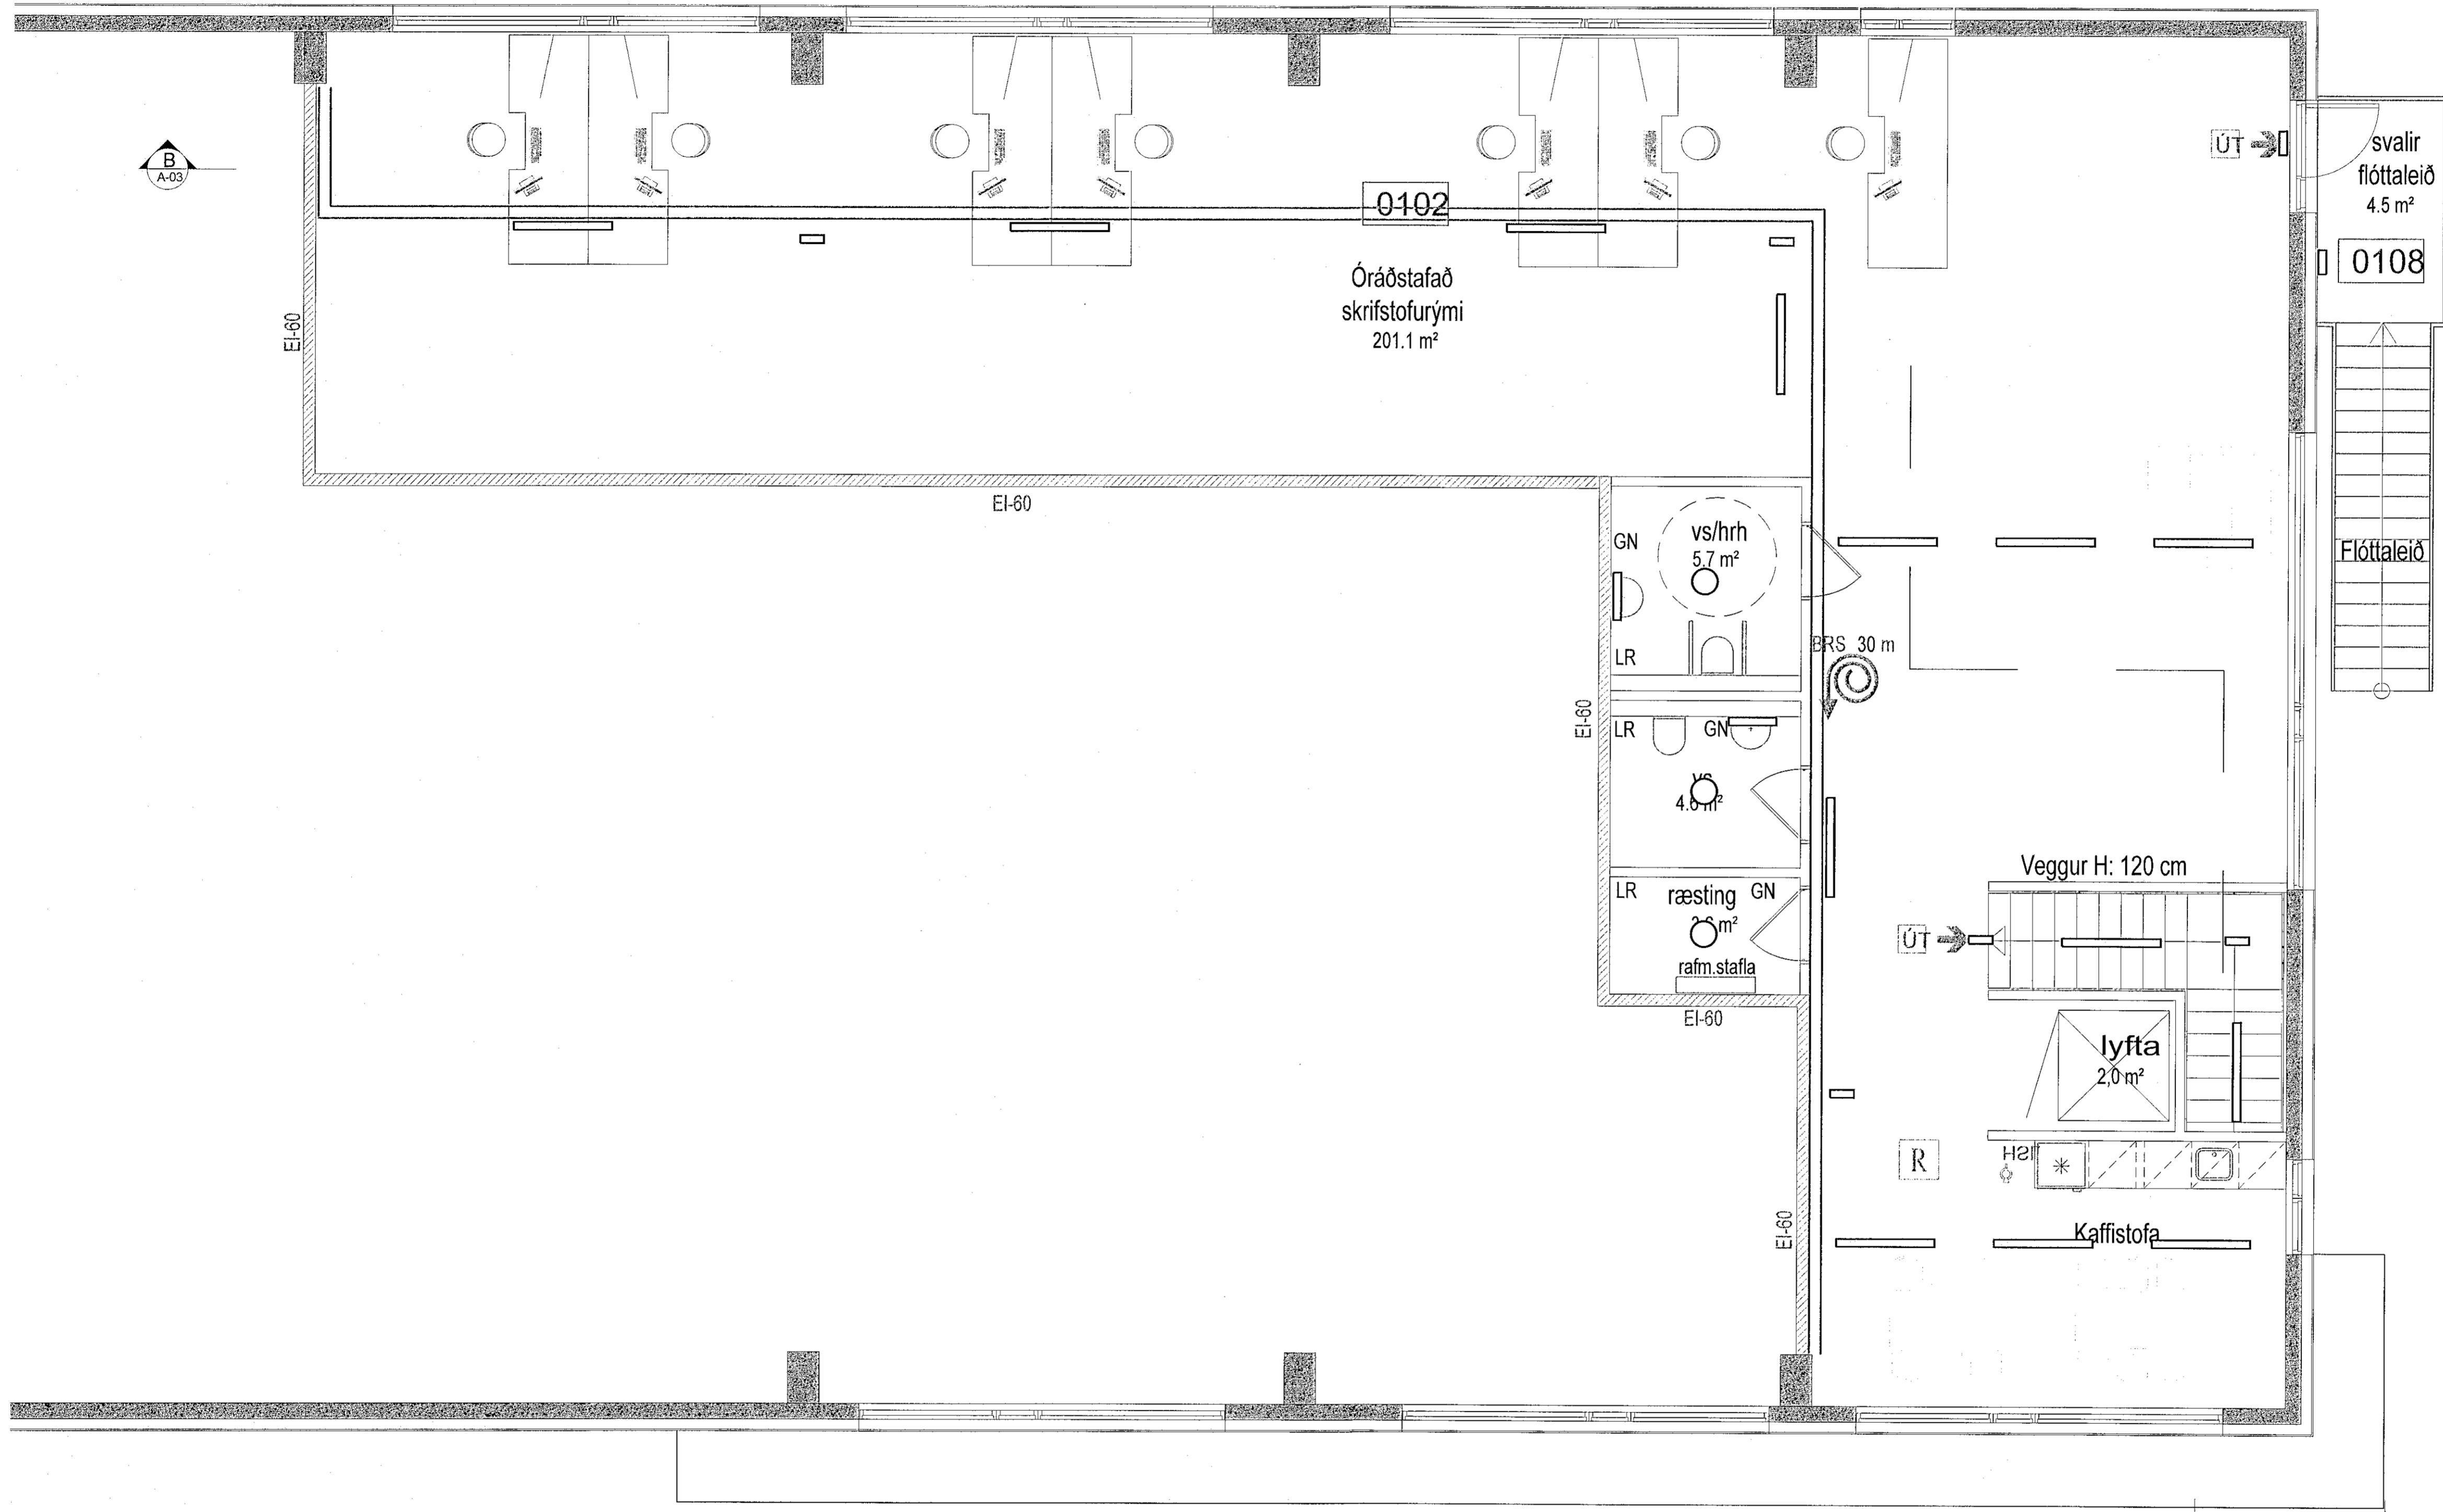 B
A-03
ÚT
svalir
flóttaleið
4.5 m²
0102
0108
Óráðstafað
skrifstofurými
201.1 m²
EI-60
EI-60
GN
vs/hrh
5.7 m²
Flóttaleið
LR
BRS 30 m
EI-60
LR
GN
vs
Veggur H: 120 cm
LR
ræsting
GN
m²
ÚT
rafm.stafla
EI-60
lyfta
2,0 m²
R
EI-60
Kaffistofa